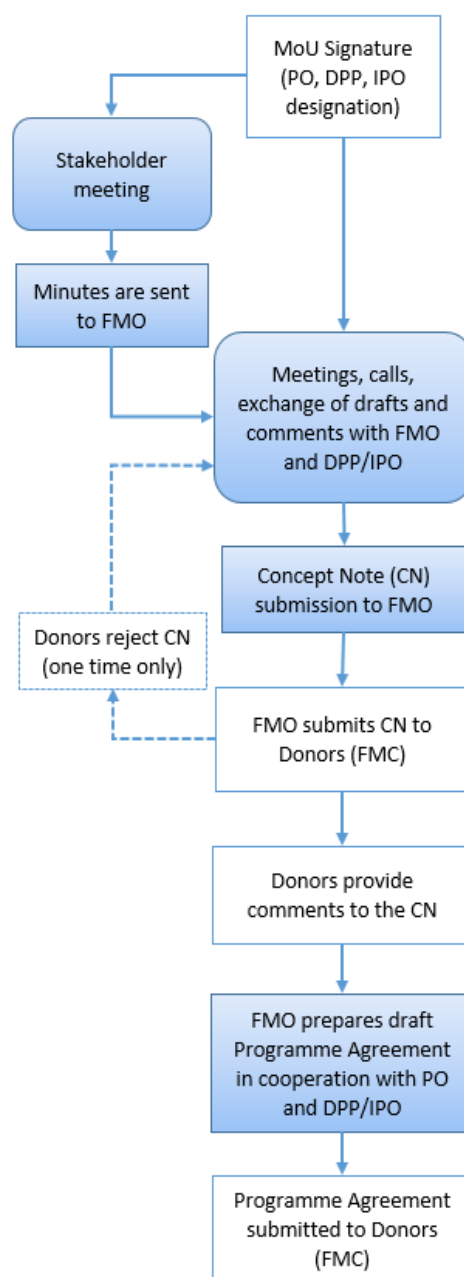 MoU Signature
(PO, DPP, IPO
designation)
Stakeholder
meeting
Minutes are sent
to FMO
Meetings, calls,
exchange of drafts and
comments with FMO
and DPP/IPO
Concept Note (CN)
submission to FMO
Donors reject CN
(one time only)
FMO submits CN to
Donors (FMC)
Donors provide
comments to the CN
FMO prepares draft
Programme Agreement
in cooperation with PO
and DPP/IPO
Programme Agreement
submitted to Donors
(FMC)